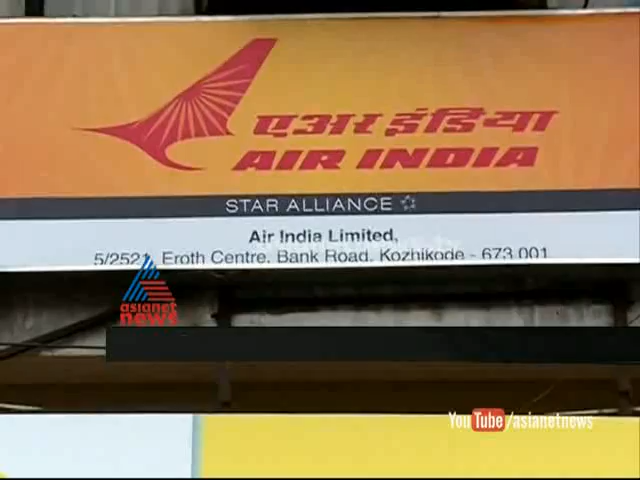 एअर इंडिया
AIR INDIA
STAR ALLIANCE
Air India Limited,
5/2521, Eroth Centre, Bank Road, Kozhikode - 673 001
asianet
news
YouTube/asianetnews